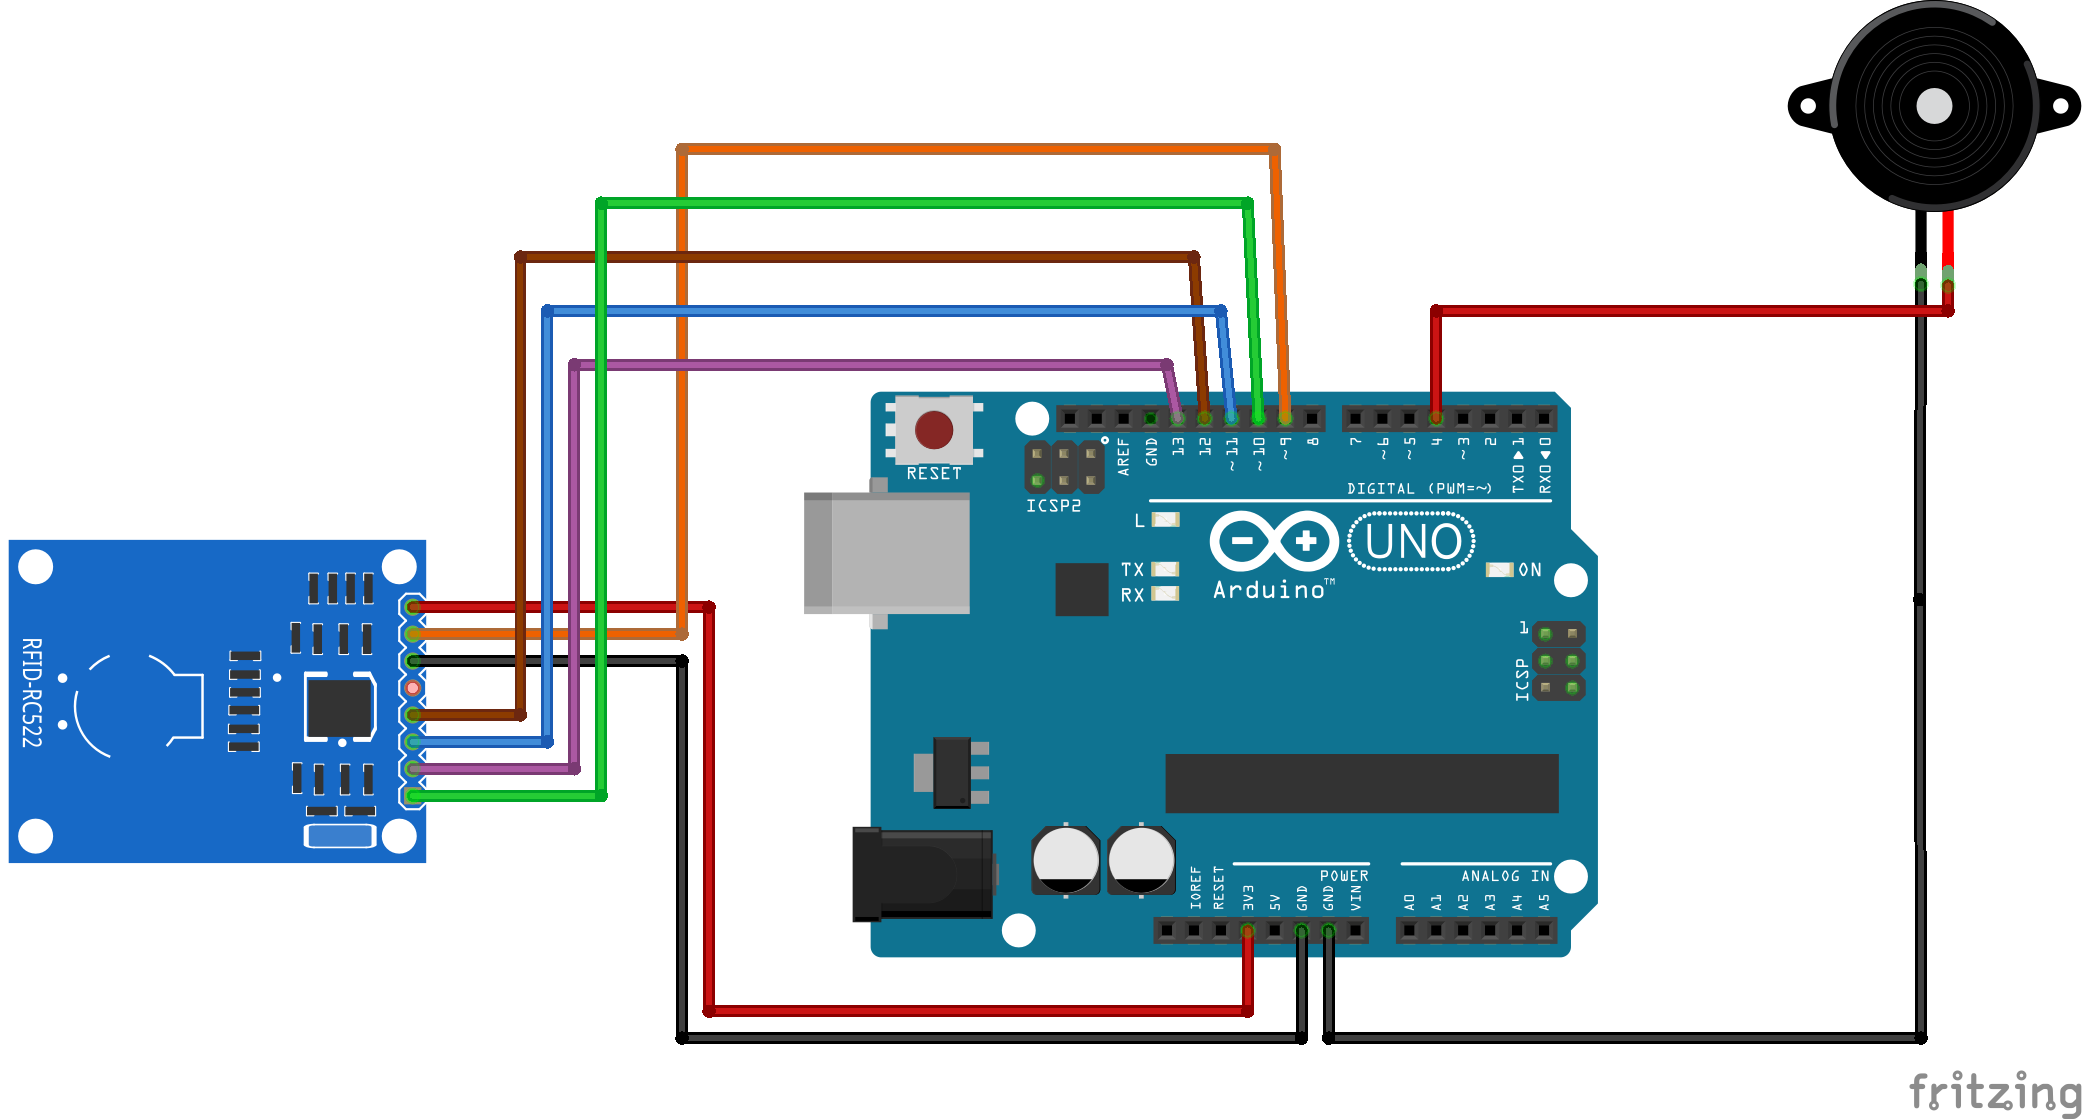 RESET
ICSP2
AREF
GND
13
12
~11
~10
~9
8
7
~6
~5
4
~3
2
TX0▶1
RX0◀0
DIGITAL (PWM=~)
L
TX
RX
Arduino™
UNO
ON
1
ICSP
RFID-RC522
POWER
ANALOG IN
IOREF
RESET
3V3
5V
GND
GND
VIN
A0
A1
A2
A3
A4
A5
fritzing